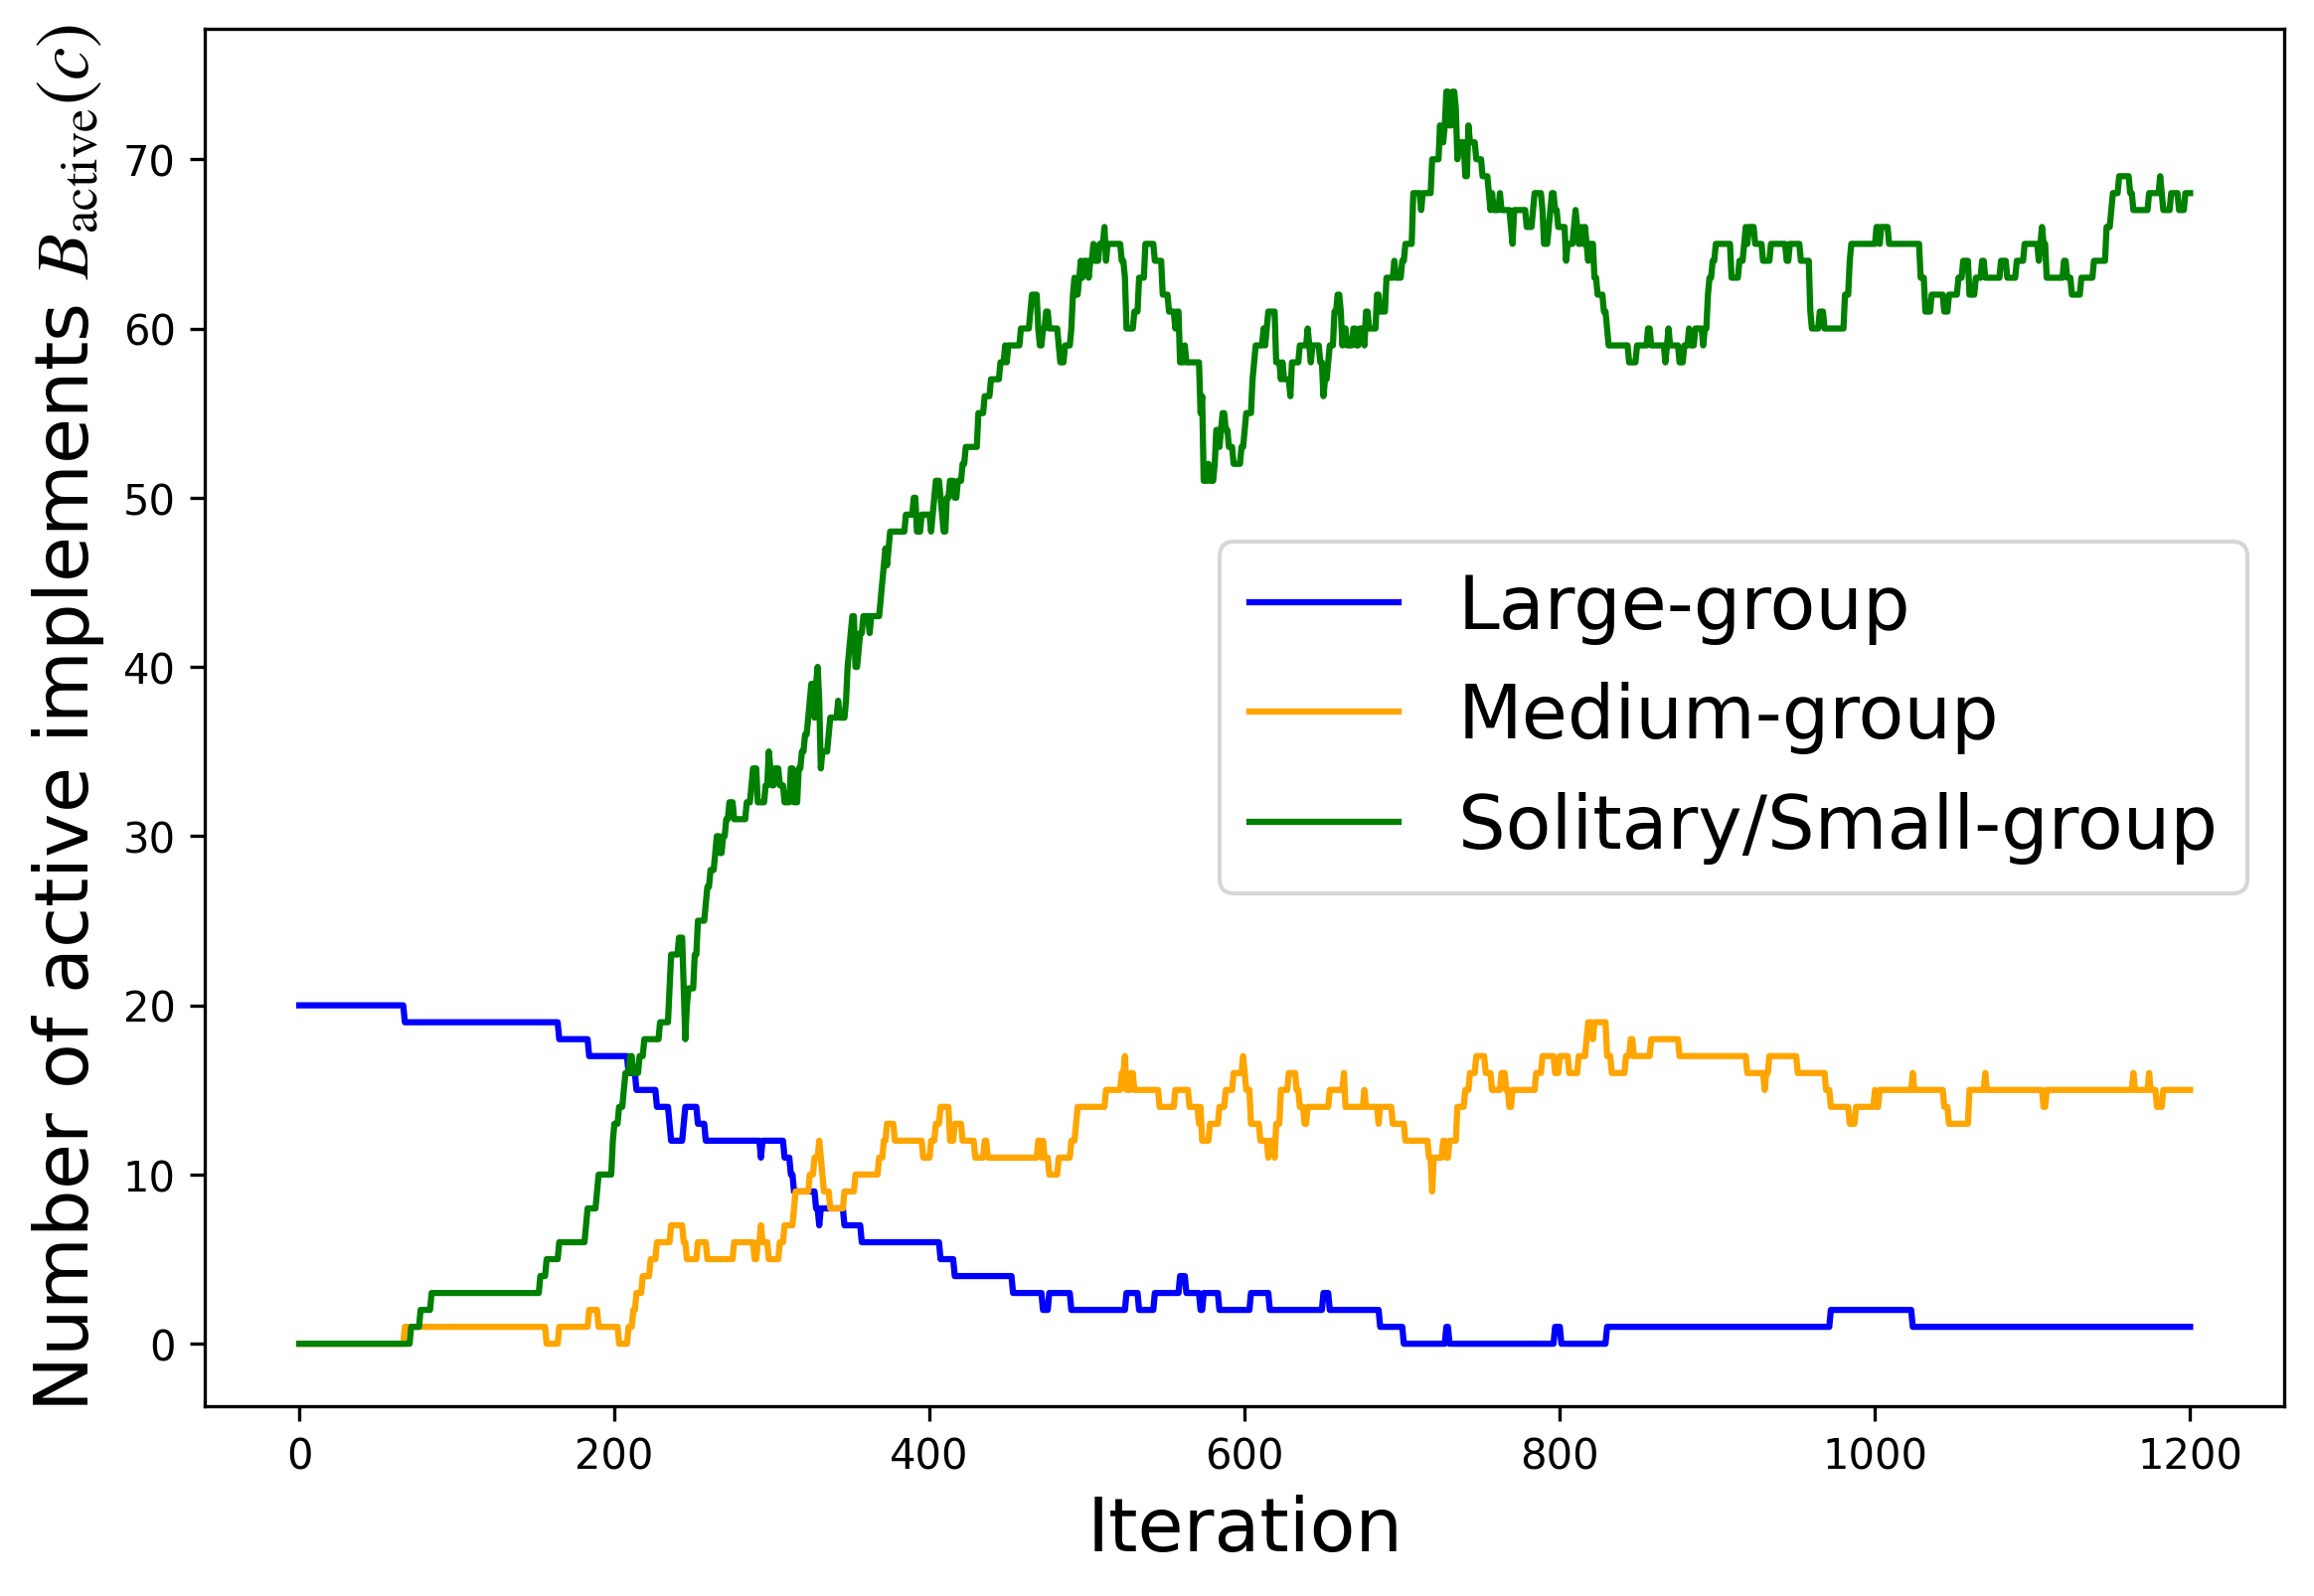 Number of active implements B_active(c)
70
60
50
40
30
20
10
0
Large-group
Medium-group
Solitary/Small-group
0 200 400 600 800 1000 1200
Iteration